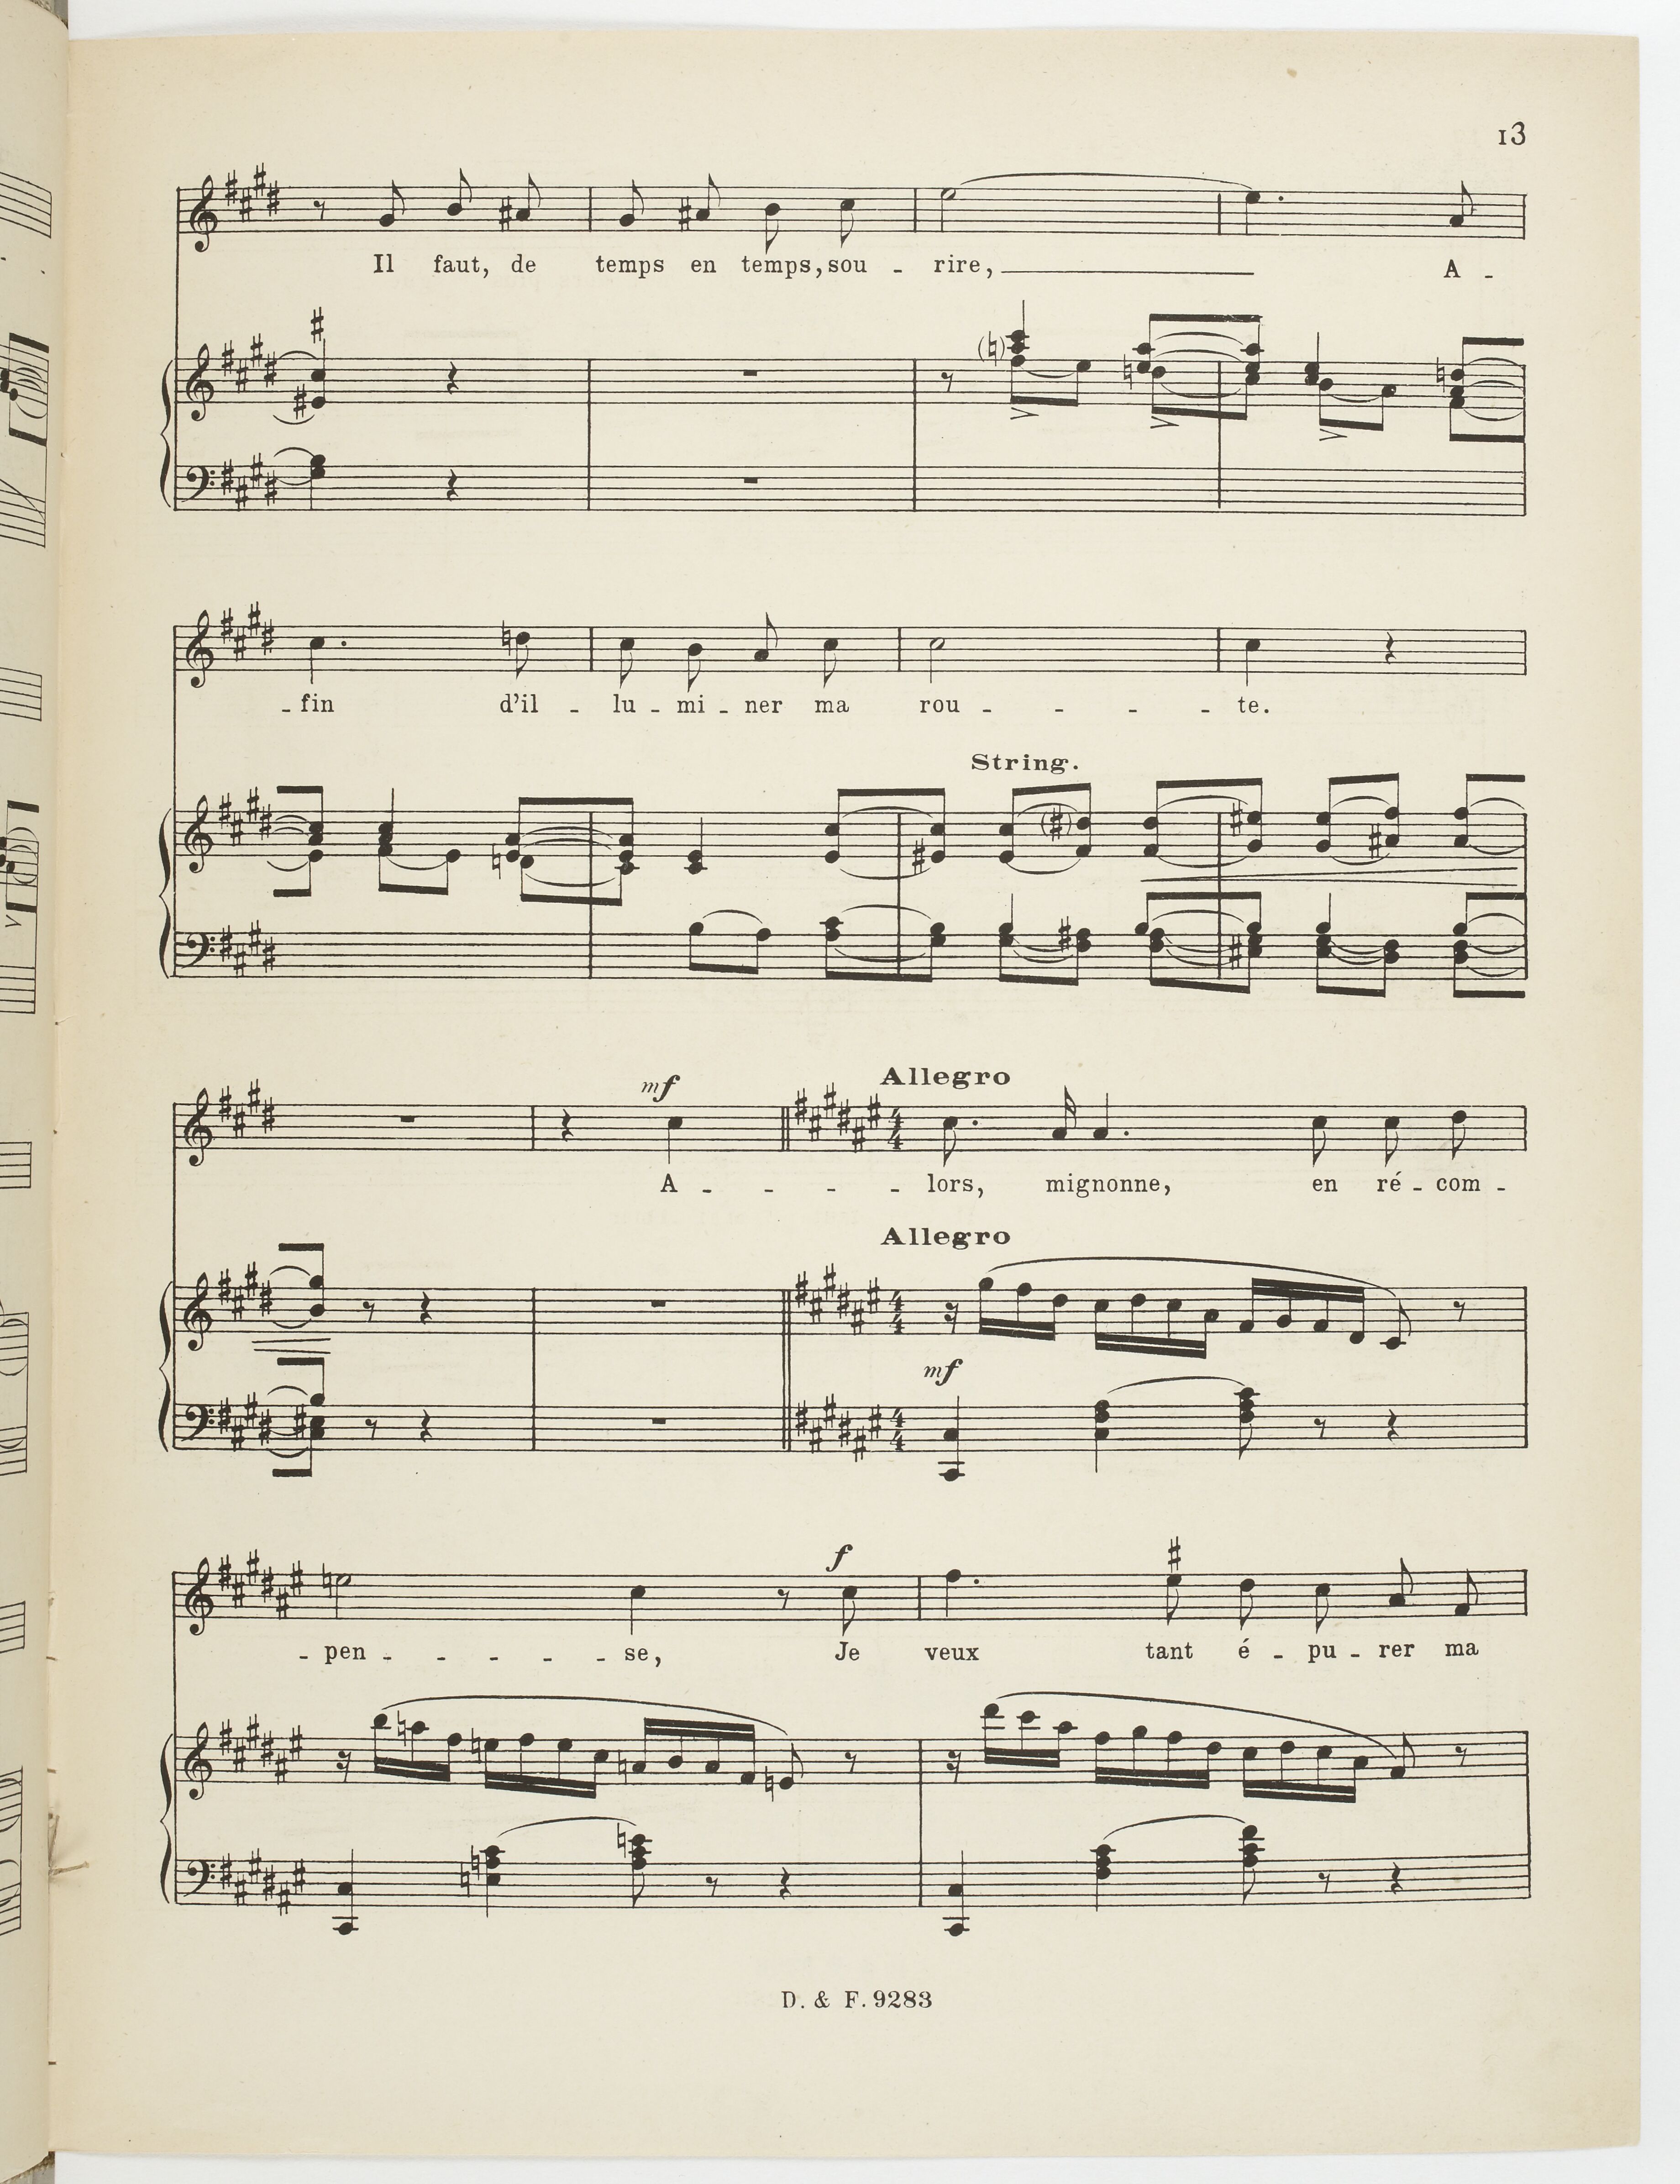 13
Il faut, de temps en temps, sou - rire, A -
- fin d'il - lu - mi - ner ma rou - - - - te.
String.
mf
Allegro
A - - - - lors, mignonne, en ré - com -
Allegro
mf
f
- pen - - - - - se, Je veux tant é - pu - rer ma
D. & F. 9283